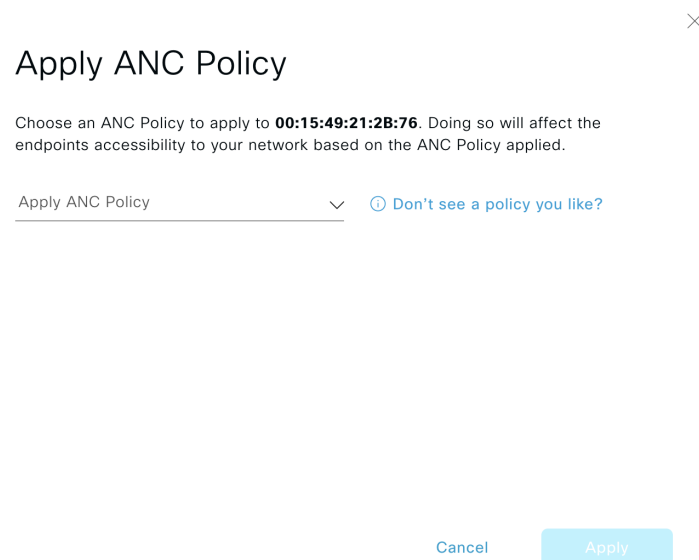 Apply ANC Policy
Choose an ANC Policy to apply to 00:15:49:21:2B:76. Doing so will affect the
endpoints accessibility to your network based on the ANC Policy applied.
Apply ANC Policy
Don't see a policy you like?
Cancel
Apply